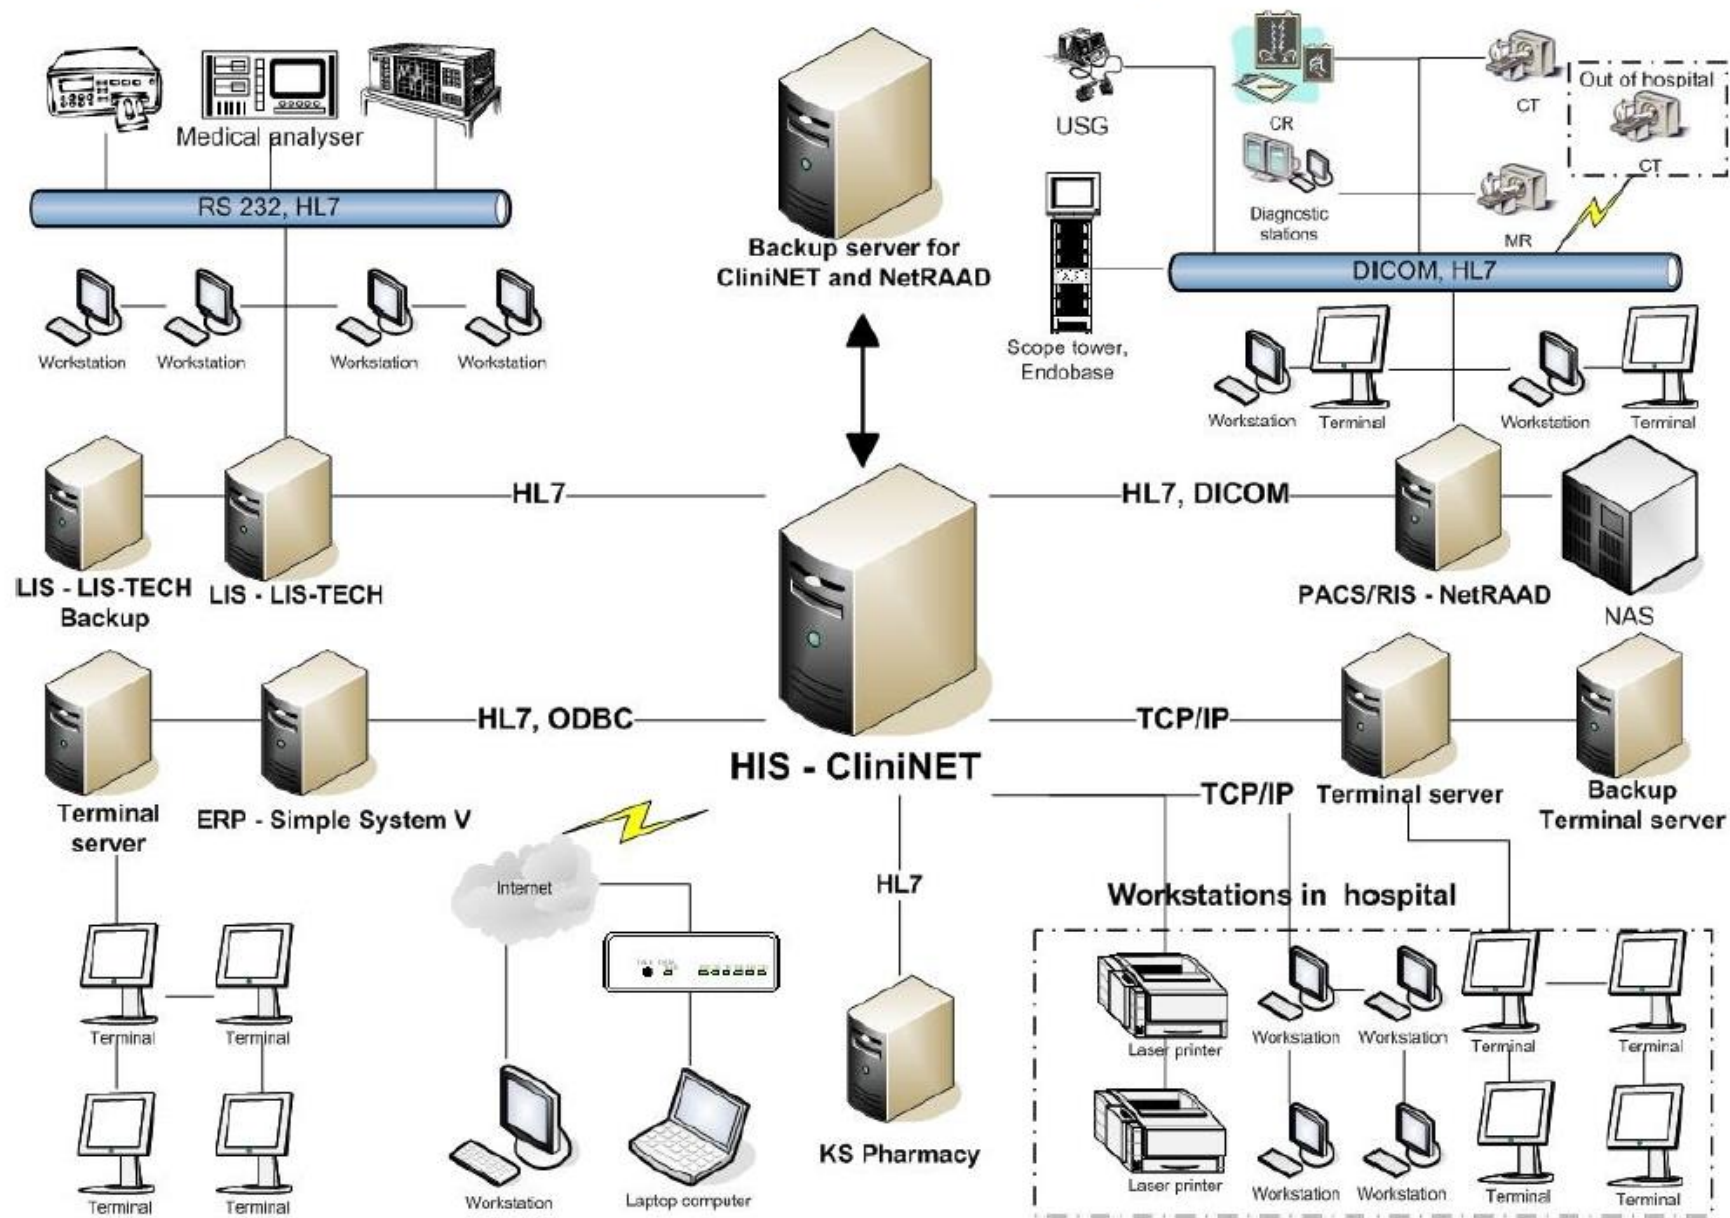 Medical analyser
RS 232, HL7
Workstation
Workstation
Workstation
Workstation
Backup server for
CliniNET and NetRAAD
USG
CR
CT
Out of hospital
CT
Diagnostic
stations
MR
DICOM, HL7
Scope tower,
Endobase
Workstation
Terminal
Workstation
Terminal
HL7
HL7, DICOM
LIS - LIS-TECH
Backup
LIS - LIS-TECH
PACS/RIS - NetRAAD
NAS
HL7, ODBC
TCP/IP
HIS - CliniNET
Terminal
server
ERP - Simple System V
TCP/IP
Terminal server
Backup
Terminal server
Internet
HL7
Workstations in hospital
Terminal
Terminal
Laser printer
Workstation
Workstation
Terminal
Terminal
KS Pharmacy
Terminal
Terminal
Workstation
Laptop computer
Laser printer
Workstation
Workstation
Terminal
Terminal